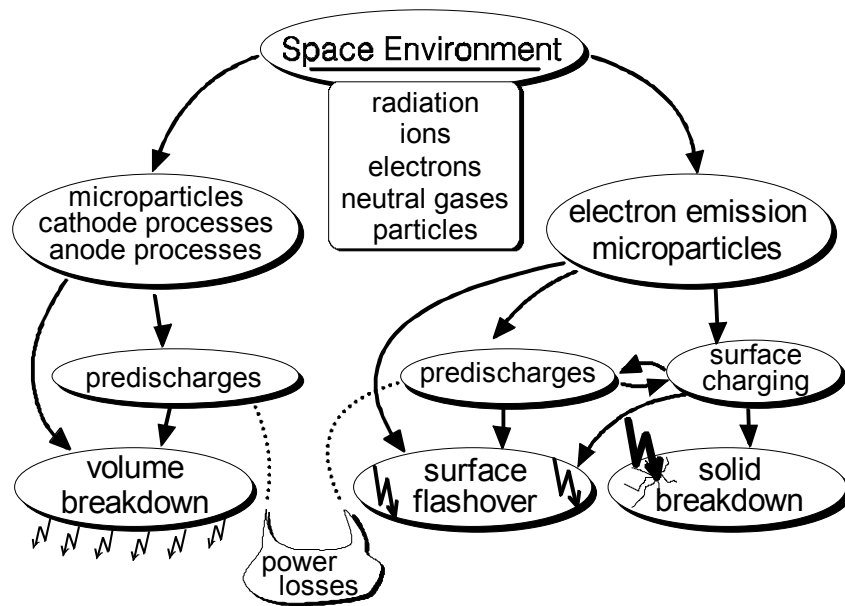 Space Environment
radiation
ions
electrons
neutral gases
particles
microparticles
cathode processes
anode processes
electron emission
microparticles
predischarges
predischarges
surface
charging
volume
breakdown
surface
flashover
solid
breakdown
power
losses